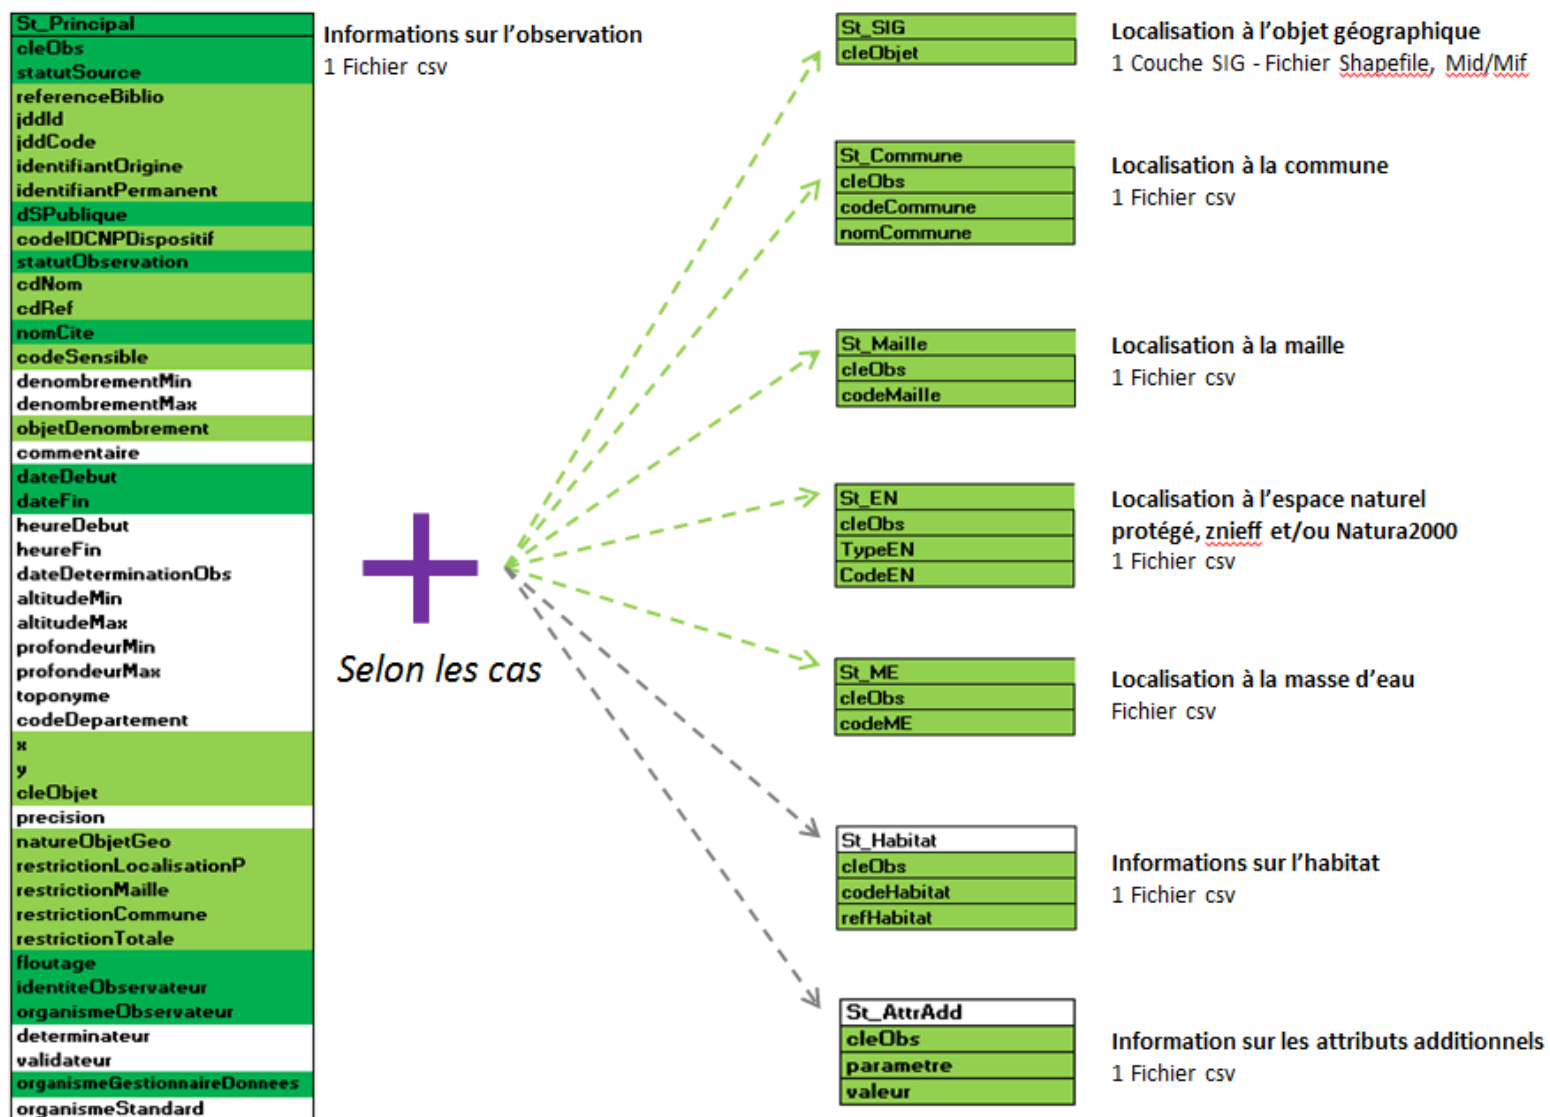 St_Principal
cleObs
statutSource
referenceBiblio
jddId
jddCode
identifiantOrigine
identifiantPermanent
dSPublique
codeIDCNPDispositif
statutObservation
cdNom
cdRef
nomCite
codeSensible
denombrementMin
denombrementMax
objetDenombrement
commentaire
dateDebut
dateFin
heureDebut
heureFin
dateDeterminationObs
altitudeMin
altitudeMax
profondeurMin
profondeurMax
toponyme
codeDepartement
x
y
cleObjet
precision
natureObjetGeo
restrictionLocalisationP
restrictionMaille
restrictionCommune
restrictionTotale
floutage
identiteObservateur
organismeObservateur
determinateur
validateur
organismeGestionnaireDonnees
organismeStandard
Informations sur l'observation
1 Fichier csv
Selon les cas
St_SIG
cleObjet
Localisation à l'objet géographique
1 Couche SIG - Fichier Shapefile, Mid/Mif
St_Commune
cleObs
codeCommune
nomCommune
Localisation à la commune
1 Fichier csv
St_Maille
cleObs
codeMaille
Localisation à la maille
1 Fichier csv
St_EN
cleObs
TypeEN
CodeEN
Localisation à l'espace naturel
protégé, znieff et/ou Natura2000
1 Fichier csv
St_ME
cleObs
codeME
Localisation à la masse d'eau
Fichier csv
St_Habitat
cleObs
codeHabitat
refHabitat
Informations sur l'habitat
1 Fichier csv
St_AttrAdd
cleObs
parametre
valeur
Information sur les attributs additionnels
1 Fichier csv